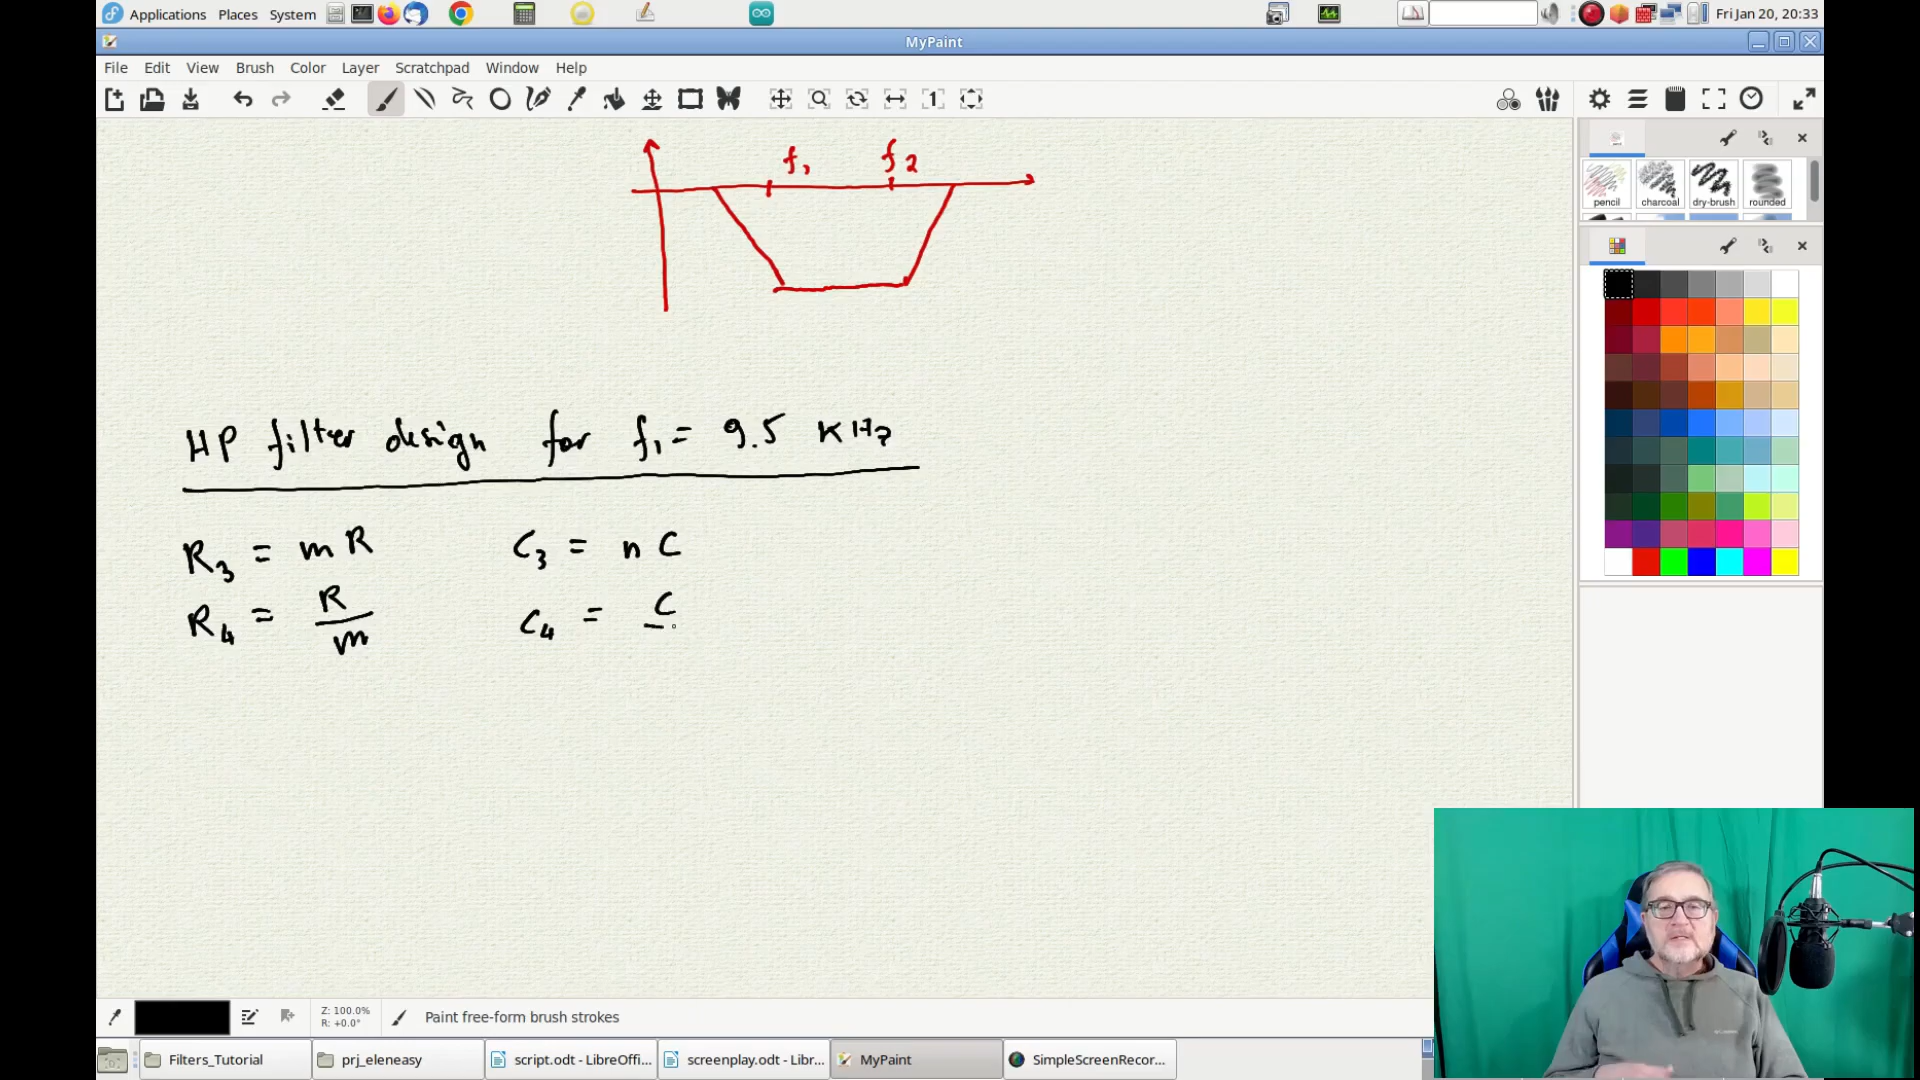 Applications Places System Fri Jan 20, 20:33
MyPaint
File Edit View Brush Color Layer Scratchpad Window Help
1
f1 f2
pencil charcoal dry-brush rounded
HP filter design for f1 = 9.5 KHz
R3 = m R C3 = n C
R4 = R/m C4 = C
Z: 100.0%
R: +0.0°
Paint free-form brush strokes
Filters_Tutorial prj_eleneasy script.odt - LibreOffi... screenplay.odt - Libr... MyPaint SimpleScreenRecor...